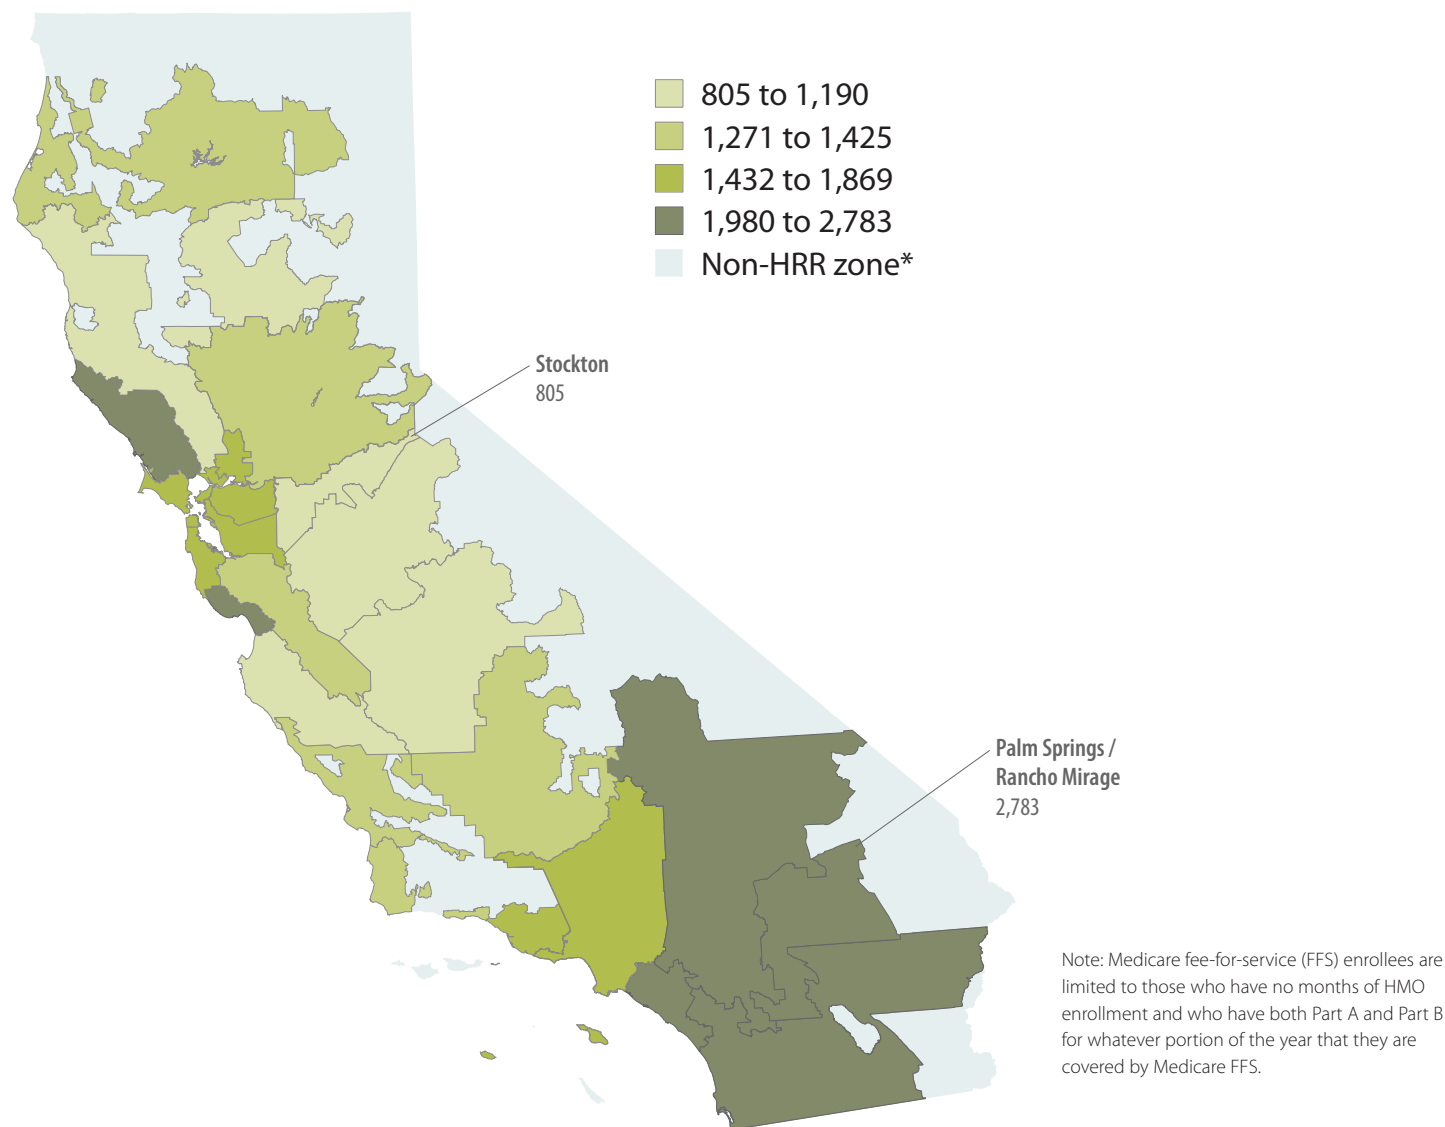 805 to 1,190
1,271 to 1,425
1,432 to 1,869
1,980 to 2,783
Non-HRR zone*
Stockton
805
Palm Springs /
Rancho Mirage
2,783
Note: Medicare fee-for-service (FFS) enrollees are
limited to those who have no months of HMO
enrollment and who have both Part A and Part B
for whatever portion of the year that they are
covered by Medicare FFS.